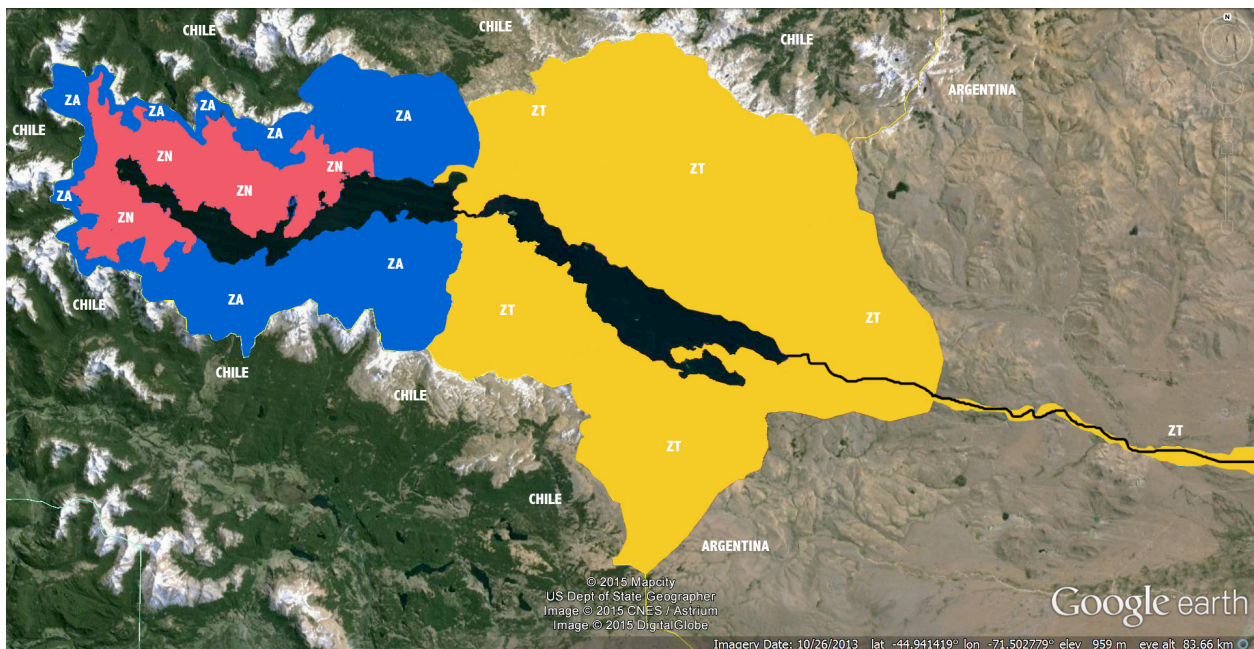 CHILE
CHILE
CHILE
N
ZA
ZA
ZA
ZA
ZA
ZT
ARGENTINA
CHILE
ZN
ZN
ZT
ZA
ZN
ZN
ZA
ZA
CHILE
ZT
ZT
CHILE
CHILE
ZT
ZT
CHILE
ARGENTINA
© 2015 Mapcity
US Dept of State Geographer
Image © 2015 CNES / Astrium
Image © 2015 DigitalGlobe
Google earth
Imagery Date: 10/26/2013 lat -44.941419° lon -71.502779° elev 959 m eye alt 83.66 km